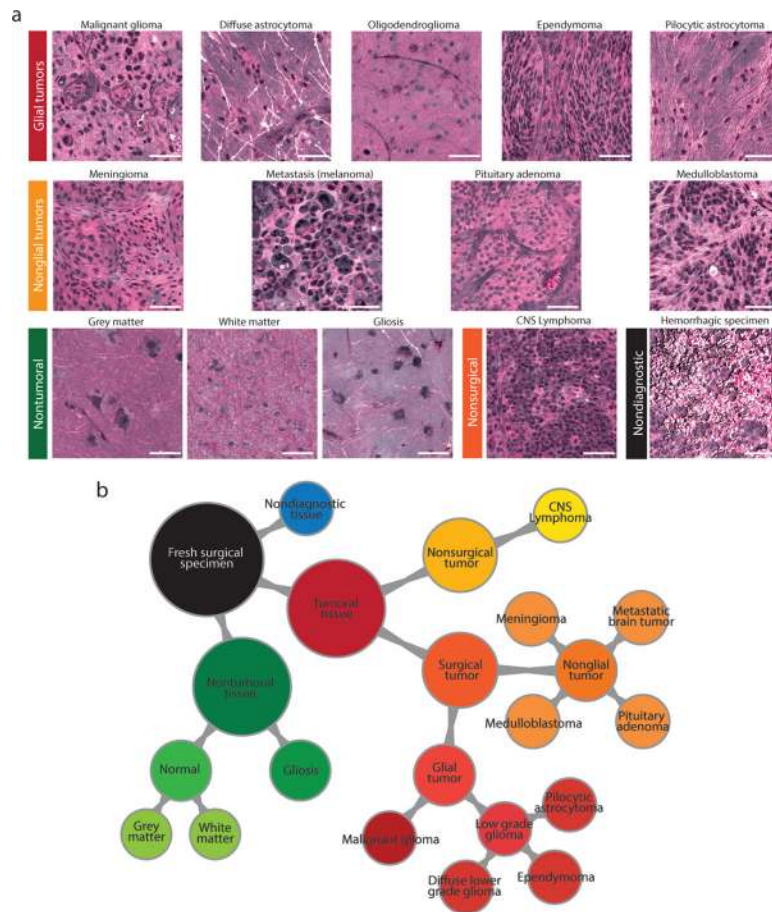 a
Malignant glioma
Diffuse astrocytoma
Oligodendroglioma
Ependymoma
Pilocytic astrocytoma
Glial tumors
Meningioma
Metastasis (melanoma)
Pituitary adenoma
Medulloblastoma
Nonglial tumors
Grey matter
White matter
Gliosis
CNS Lymphoma
Hemorrhagic specimen
Nontumoral
Nonsurgical
Nondiagnostic
b
Nondiagnostic
tissue
CNS
Lymphoma
Fresh surgical
specimen
Nonsurgical
tumor
Tumoral
tissue
Meningioma
Metastatic
brain tumor
Surgical
tumor
Nonglial
tumor
Nontumoral
tissue
Medulloblastoma
Pituitary
adenoma
Normal
Gliosis
Glial
tumor
Pilocytic
astrocytoma
Grey
matter
White
matter
Malignant glioma
Low grade
glioma
Diffuse lower
grade glioma
Ependymoma